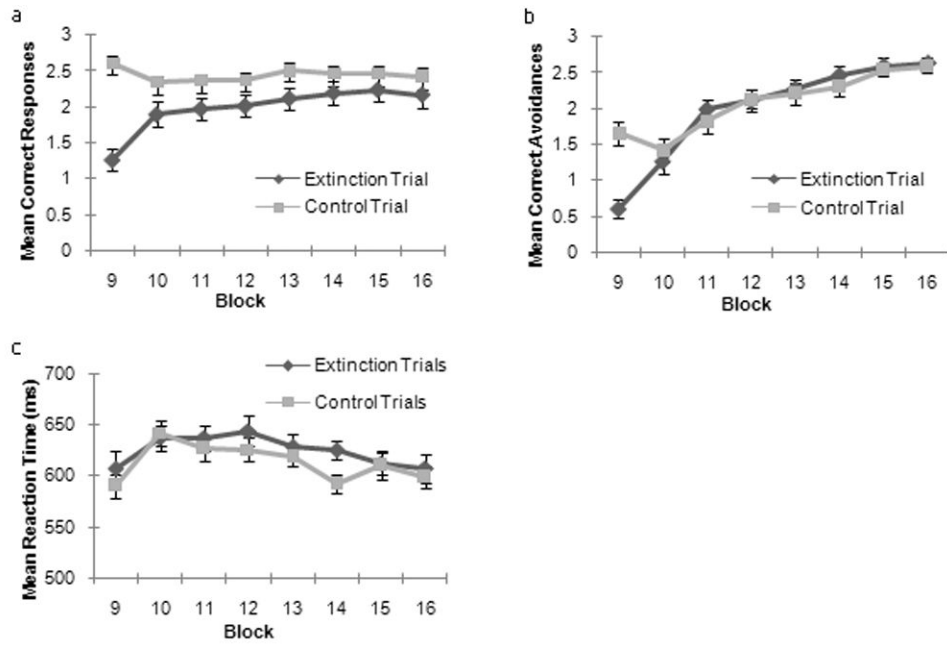 a
Mean Correct Responses
3
2.5
2
1.5
1
0.5
0
Extinction Trial
Control Trial
9 10 11 12 13 14 15 16
Block
b
Mean Correct Avoidances
3
2.5
2
1.5
1
0.5
0
Extinction Trial
Control Trial
9 10 11 12 13 14 15 16
Block
c
Mean Reaction Time (ms)
700
650
600
550
500
Extinction Trials
Control Trials
9 10 11 12 13 14 15 16
Block